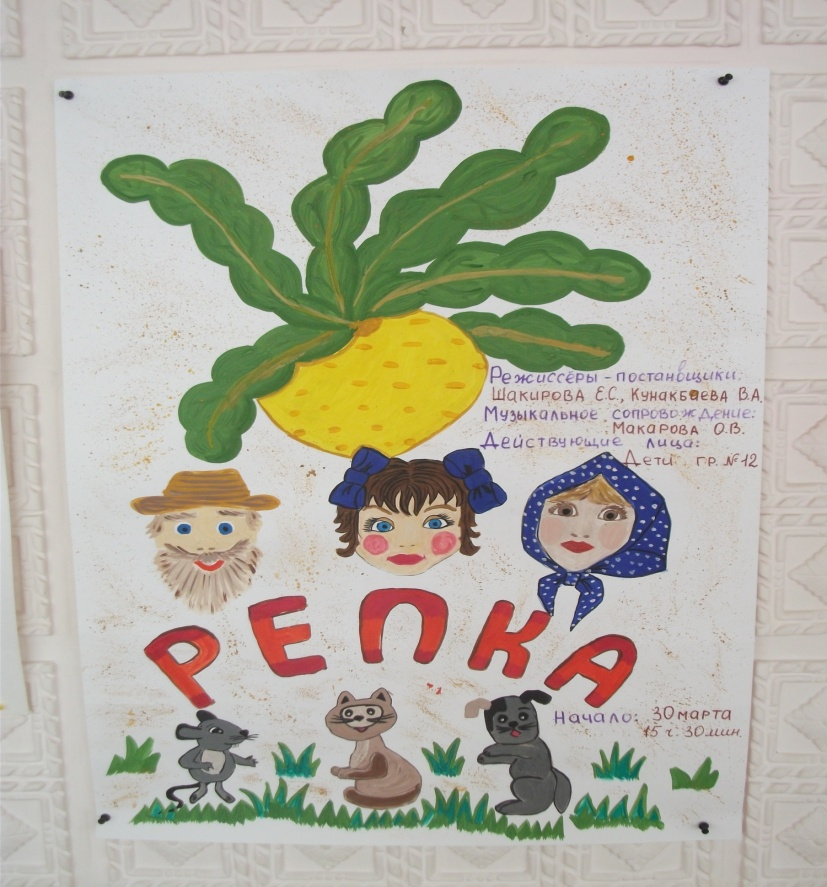 Режиссёры - постановщики:
Шакирова Е.С., Кунакбаева В.А.
Музыкальное сопровождение:
Макарова О.В.
Действующие лица:
Дети гр. №12
РЕПКА
Начало: 30 марта
15 ч. 30 мин.